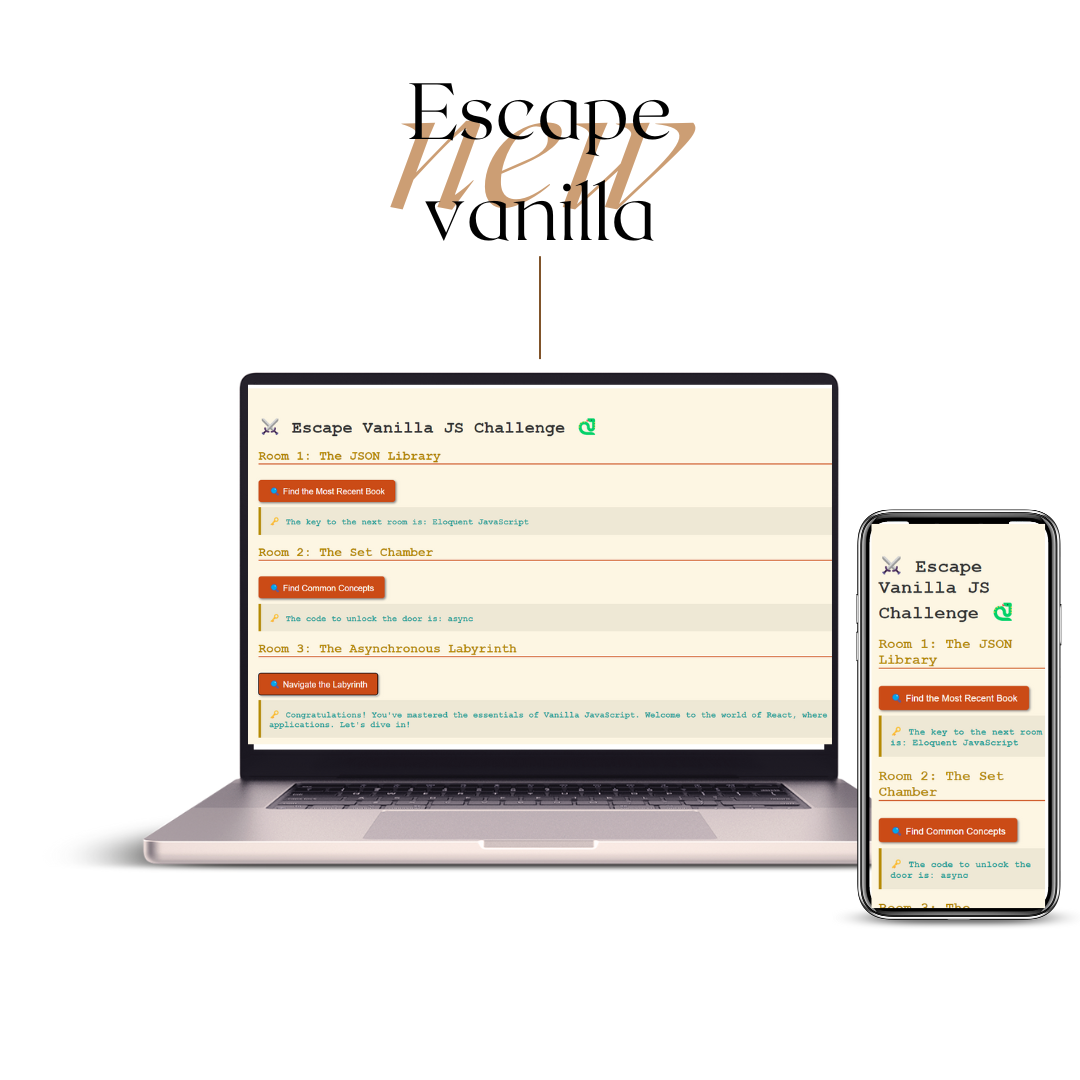 Escape
new
vanilla
Escape Vanilla JS Challenge
Room 1: The JSON Library
Find the Most Recent Book
The key to the next room is: Eloquent JavaScript
Room 2: The Set Chamber
Find Common Concepts
The code to unlock the door is: async
Room 3: The Asynchronous Labyrinth
Navigate the Labyrinth
Congratulations! You've mastered the essentials of Vanilla JavaScript. Welcome to the world of React, where
applications. Let's dive in!
Escape
Vanilla JS
Challenge
Room 1: The JSON
Library
Find the Most Recent Book
The key to the next room
is: Eloquent JavaScript
Room 2: The Set
Chamber
Find Common Concepts
The code to unlock the
door is: async
Room 3: The